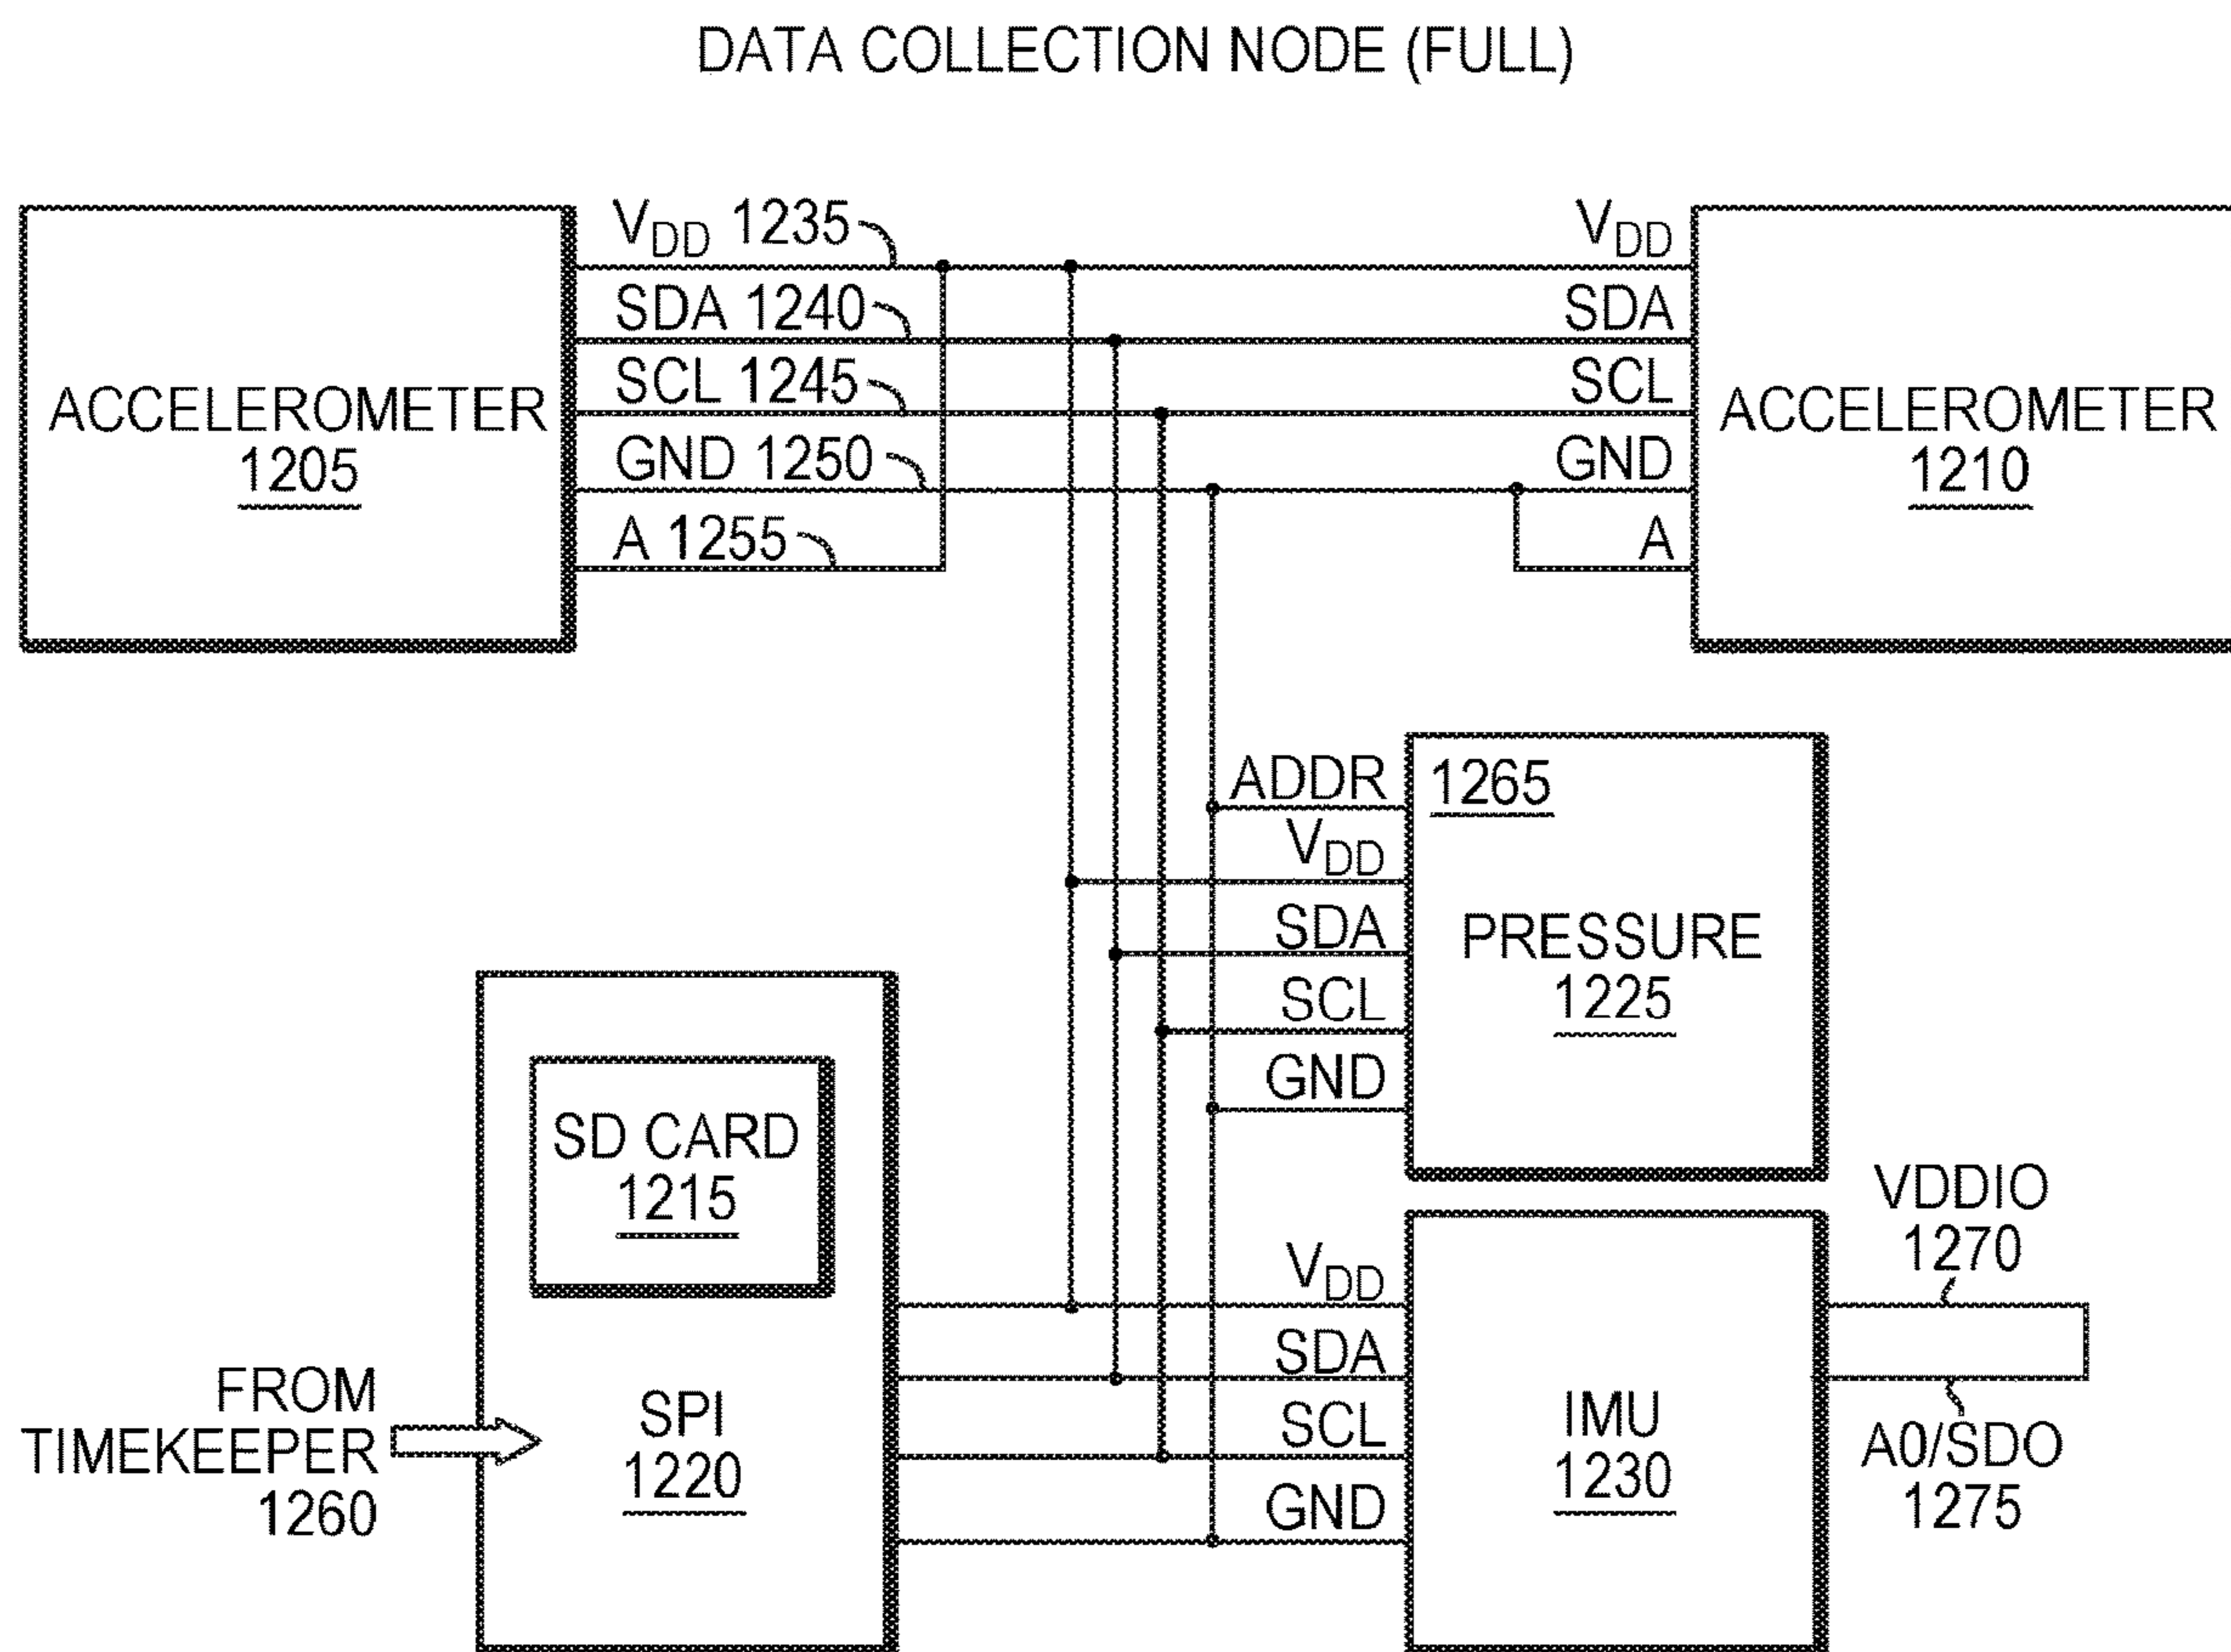 DATA COLLECTION NODE (FULL)
ACCELEROMETER
1205
VDD 1235
SDA 1240
SCL 1245
GND 1250
A 1255
VDD
SDA
SCL
GND
A
ACCELEROMETER
1210
ADDR
VDD
SDA
SCL
GND
1265
PRESSURE
1225
SD CARD
1215
SPI
1220
FROM
TIMEKEEPER
1260
VDD
SDA
SCL
GND
IMU
1230
VDDIO
1270
A0/SDO
1275